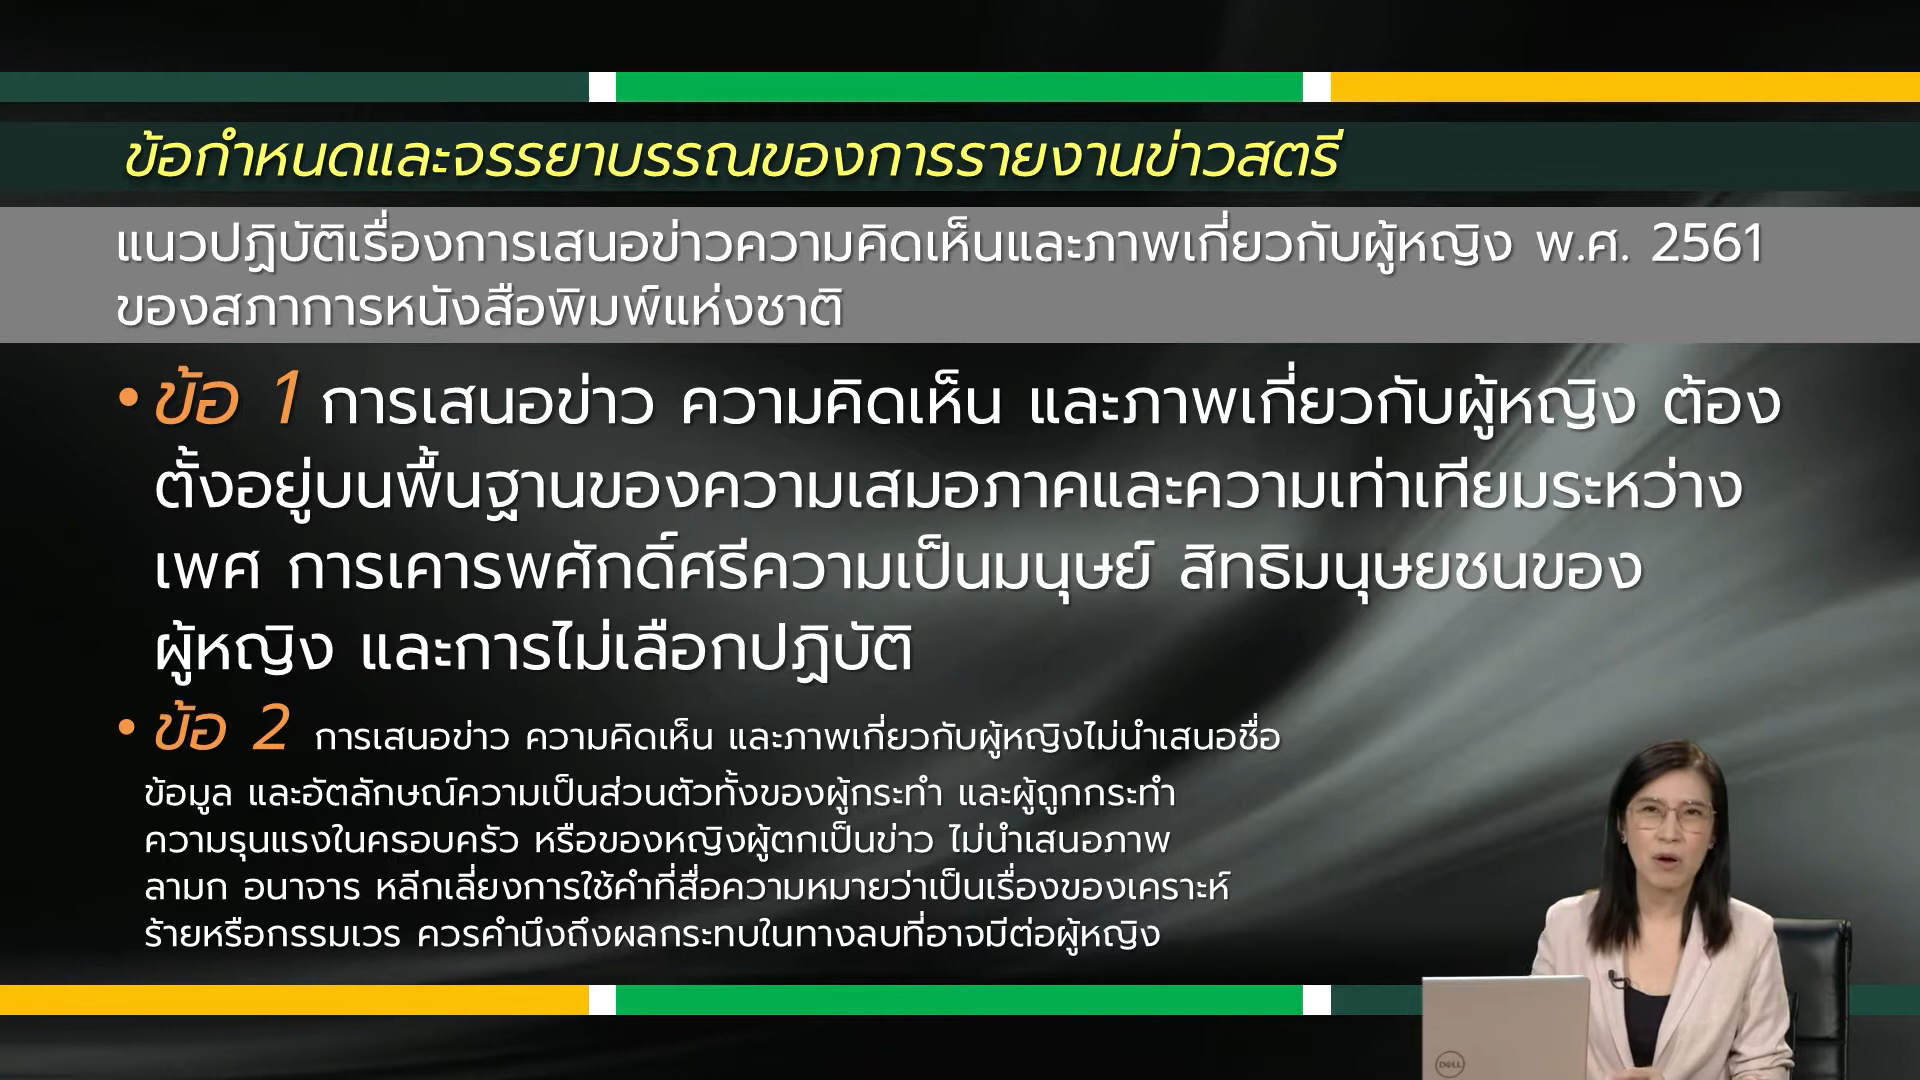 ข้อกำหนดและจรรยาบรรณของการรายงานข่าวสตรี
แนวปฏิบัติเรื่องการเสนอข่าวความคิดเห็นและภาพเกี่ยวกับผู้หญิง พ.ศ. 2561
ของสภาการหนังสือพิมพ์แห่งชาติ
• ข้อ 1 การเสนอข่าว ความคิดเห็น และภาพเกี่ยวกับผู้หญิง ต้อง
ตั้งอยู่บนพื้นฐานของความเสมอภาคและความเท่าเทียมระหว่าง
เพศ การเคารพศักดิ์ศรีความเป็นมนุษย์ สิทธิมนุษยชนของ
ผู้หญิง และการไม่เลือกปฏิบัติ
• ข้อ 2 การเสนอข่าว ความคิดเห็น และภาพเกี่ยวกับผู้หญิงไม่นำเสนอชื่อ
ข้อมูล และอัตลักษณ์ความเป็นส่วนตัวทั้งของผู้กระทำ และผู้ถูกกระทำ
ความรุนแรงในครอบครัว หรือของหญิงผู้ตกเป็นข่าว ไม่นำเสนอภาพ
ลามก อนาจาร หลีกเลี่ยงการใช้คำที่สื่อความหมายว่าเป็นเรื่องของเคราะห์
ร้ายหรือกรรมเวร ควรคำนึงถึงผลกระทบในทางลบที่อาจมีต่อผู้หญิง
DELL